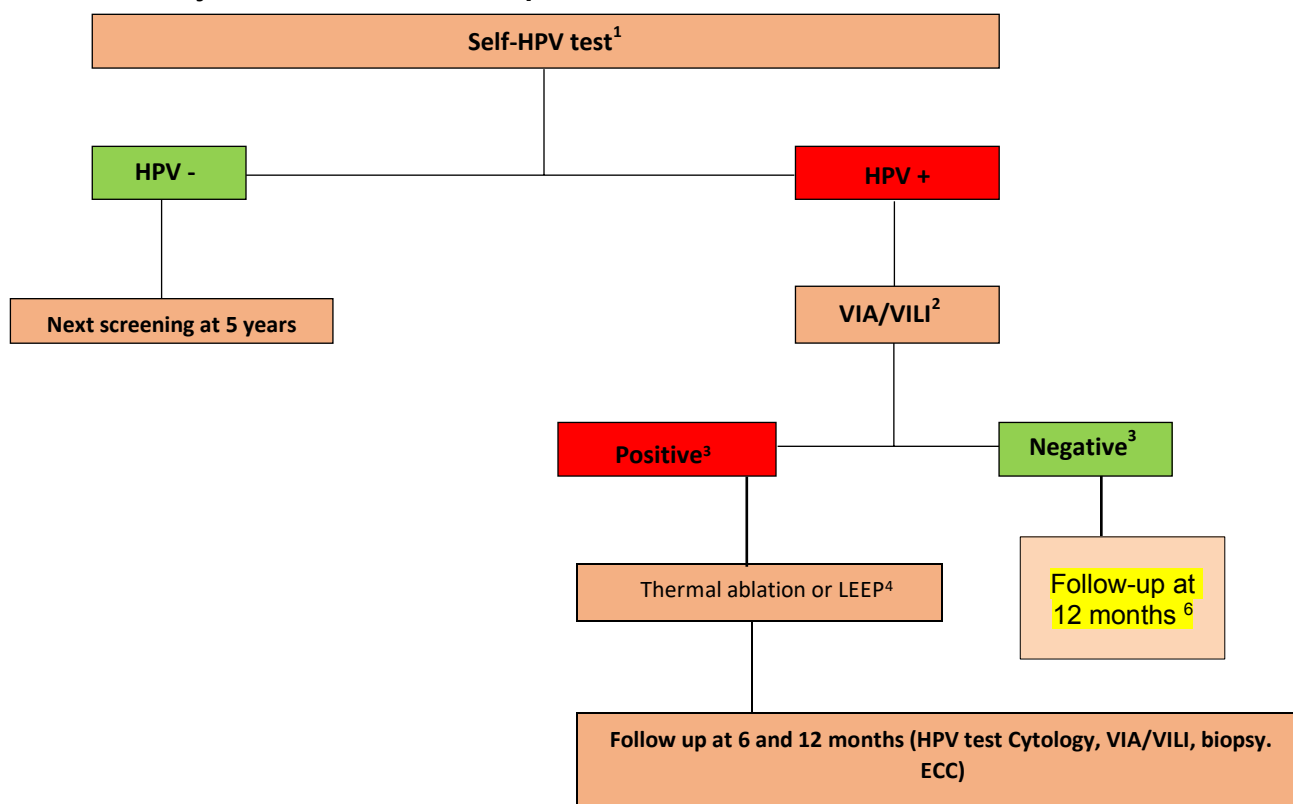 Self-HPV test¹
HPV -
HPV +
Next screening at 5 years
VIA/VILI²
Positive³
Negative³
Thermal ablation or LEEP⁴
Follow-up at
12 months ⁶
Follow up at 6 and 12 months (HPV test Cytology, VIA/VILI, biopsy.
ECC)